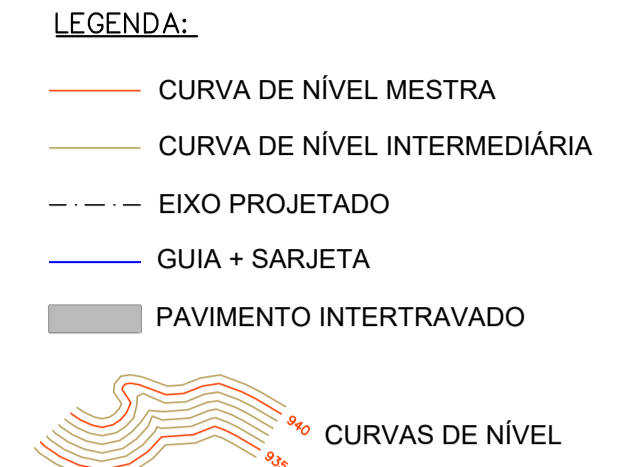 LEGENDA:
CURVA DE NÍVEL MESTRA
CURVA DE NÍVEL INTERMEDIÁRIA
EIXO PROJETADO
GUIA + SARJETA
PAVIMENTO INTERTRAVADO
940
CURVAS DE NÍVEL
935